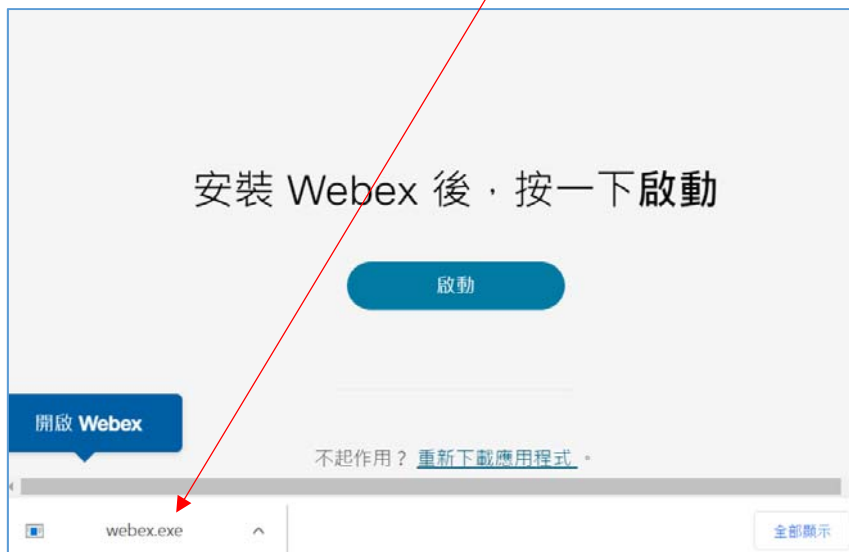 安裝 Webex 後，按一下啟動
啟動
開啟 Webex
不起作用？ 重新下載應用程式 。
webex.exe
全部顯示